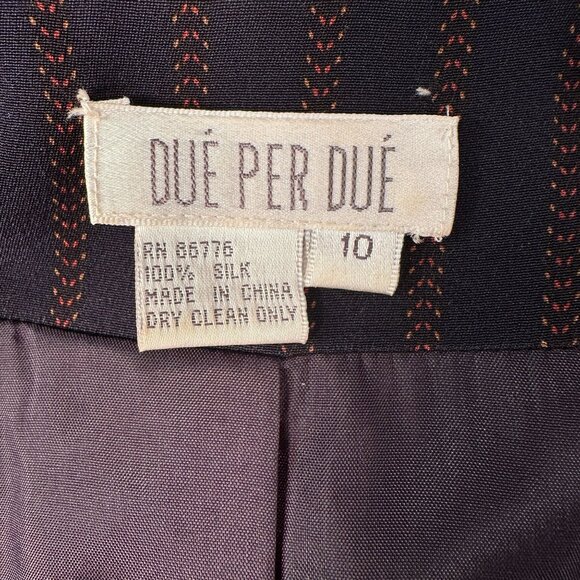 DUÉ PER DUÉ
10
RN 86776
100% SILK
MADE IN CHINA
DRY CLEAN ONLY